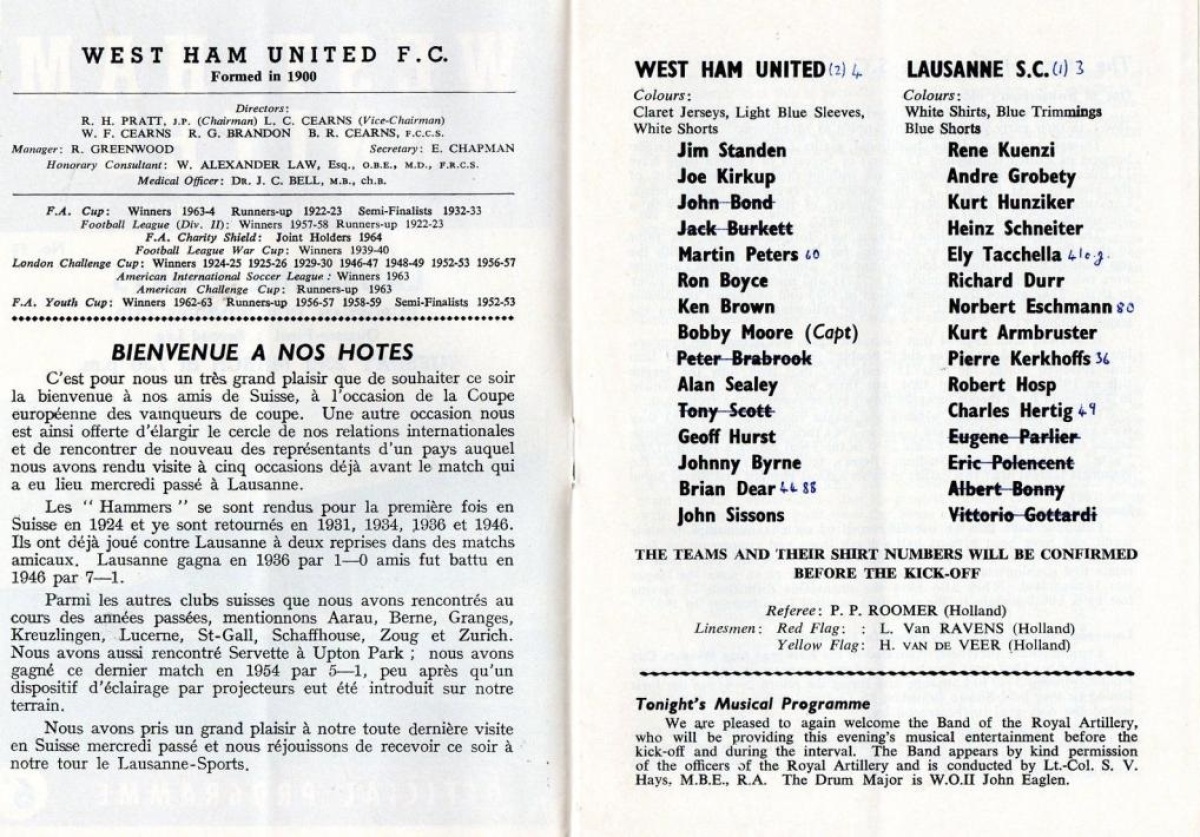 WEST HAM UNITED F.C.
Formed in 1900
Directors:
R. H. PRATT, J.P. (Chairman) L. C. CEARNS (Vice-Chairman)
W. F. CEARNS R. G. BRANDON B. R. CEARNS, F.C.C.S.
Manager: R. GREENWOOD Secretary: E. CHAPMAN
Honorary Consultant: W. ALEXANDER LAW, Esq., O.B.E., M.D., F.R.C.S.
Medical Officer: DR. J. C. BELL, M.B., ch.B.
F.A. Cup: Winners 1963-4 Runners-up 1922-23 Semi-Finalists 1932-33
Football League (Div. II): Winners 1957-58 Runners-up 1922-23
F.A. Charity Shield: Joint Holders 1964
Football League War Cup: Winners 1939-40
London Challenge Cup: Winners 1924-25 1925-26 1929-30 1946-47 1948-49 1952-53 1956-57
American International Soccer League: Winners 1963
American Challenge Cup: Runners-up 1963
F.A. Youth Cup: Winners 1962-63 Runners-up 1956-57 1958-59 Semi-Finalists 1952-53
BIENVENUE A NOS HOTES
C'est pour nous un très grand plaisir que de souhaiter ce soir
la bienvenue à nos amis de Suisse, à l'occasion de la Coupe
européenne des vainqueurs de coupe. Une autre occasion nous
est ainsi offerte d'élargir le cercle de nos relations internationales
et de rencontrer de nouveau des représentants d'un pays auquel
nous avons rendu visite à cinq occasions déjà avant le match qui
a eu lieu mercredi passé à Lausanne.
Les "Hammers" se sont rendus pour la première fois en
Suisse en 1924 et ye sont retournés en 1931, 1934, 1936 et 1946.
Ils ont déjà joué contre Lausanne à deux reprises dans des matchs
amicaux. Lausanne gagna en 1936 par 1—0 amis fut battu en
1946 par 7—1.
Parmi les autres clubs suisses que nous avons rencontrés au
cours des années passées, mentionnons Aarau, Berne, Granges,
Kreuzlingen, Lucerne, St-Gall, Schaffhouse, Zoug et Zurich.
Nous avons aussi rencontré Servette à Upton Park; nous avons
gagné ce dernier match en 1954 par 5—1, peu après qu'un
dispositif d'éclairage par projecteurs eut été introduit sur notre
terrain.
Nous avons pris un grand plaisir à notre toute dernière visite
en Suisse mercredi passé et nous réjouissons de recevoir ce soir à
notre tour le Lausanne-Sports.
WEST HAM UNITED (2) 4
Colours:
Claret Jerseys, Light Blue Sleeves,
White Shorts
Jim Standen
Joe Kirkup
John Bond
Jack Burkett
Martin Peters 60
Ron Boyce
Ken Brown
Bobby Moore (Capt)
Peter Brabrook
Alan Sealey
Tony Scott
Geoff Hurst
Johnny Byrne
Brian Dear 44 88
John Sissons
LAUSANNE S.C. (1) 3
Colours:
White Shirts, Blue Trimmings
Blue Shorts
Rene Kuenzi
Andre Grobety
Kurt Hunziker
Heinz Schneiter
Ely Tacchella 41 o.g.
Richard Durr
Norbert Eschmann 80
Kurt Armbruster
Pierre Kerkhoffs 36
Robert Hosp
Charles Hertig 49
Eugene Parlier
Eric Polencent
Albert Bonny
Vittorio Gottardi
THE TEAMS AND THEIR SHIRT NUMBERS WILL BE CONFIRMED
BEFORE THE KICK-OFF
Referee: P. P. ROOMER (Holland)
Linesmen: Red Flag: : L. Van RAVENS (Holland)
Yellow Flag: H. VAN DE VEER (Holland)
Tonight's Musical Programme
We are pleased to again welcome the Band of the Royal Artillery,
who will be providing this evening's musical entertainment before the
kick-off and during the interval. The Band appears by kind permission
of the officers of the Royal Artillery and is conducted by Lt.-Col. S. V.
Hays, M.B.E., R.A. The Drum Major is W.O.II John Eaglen.